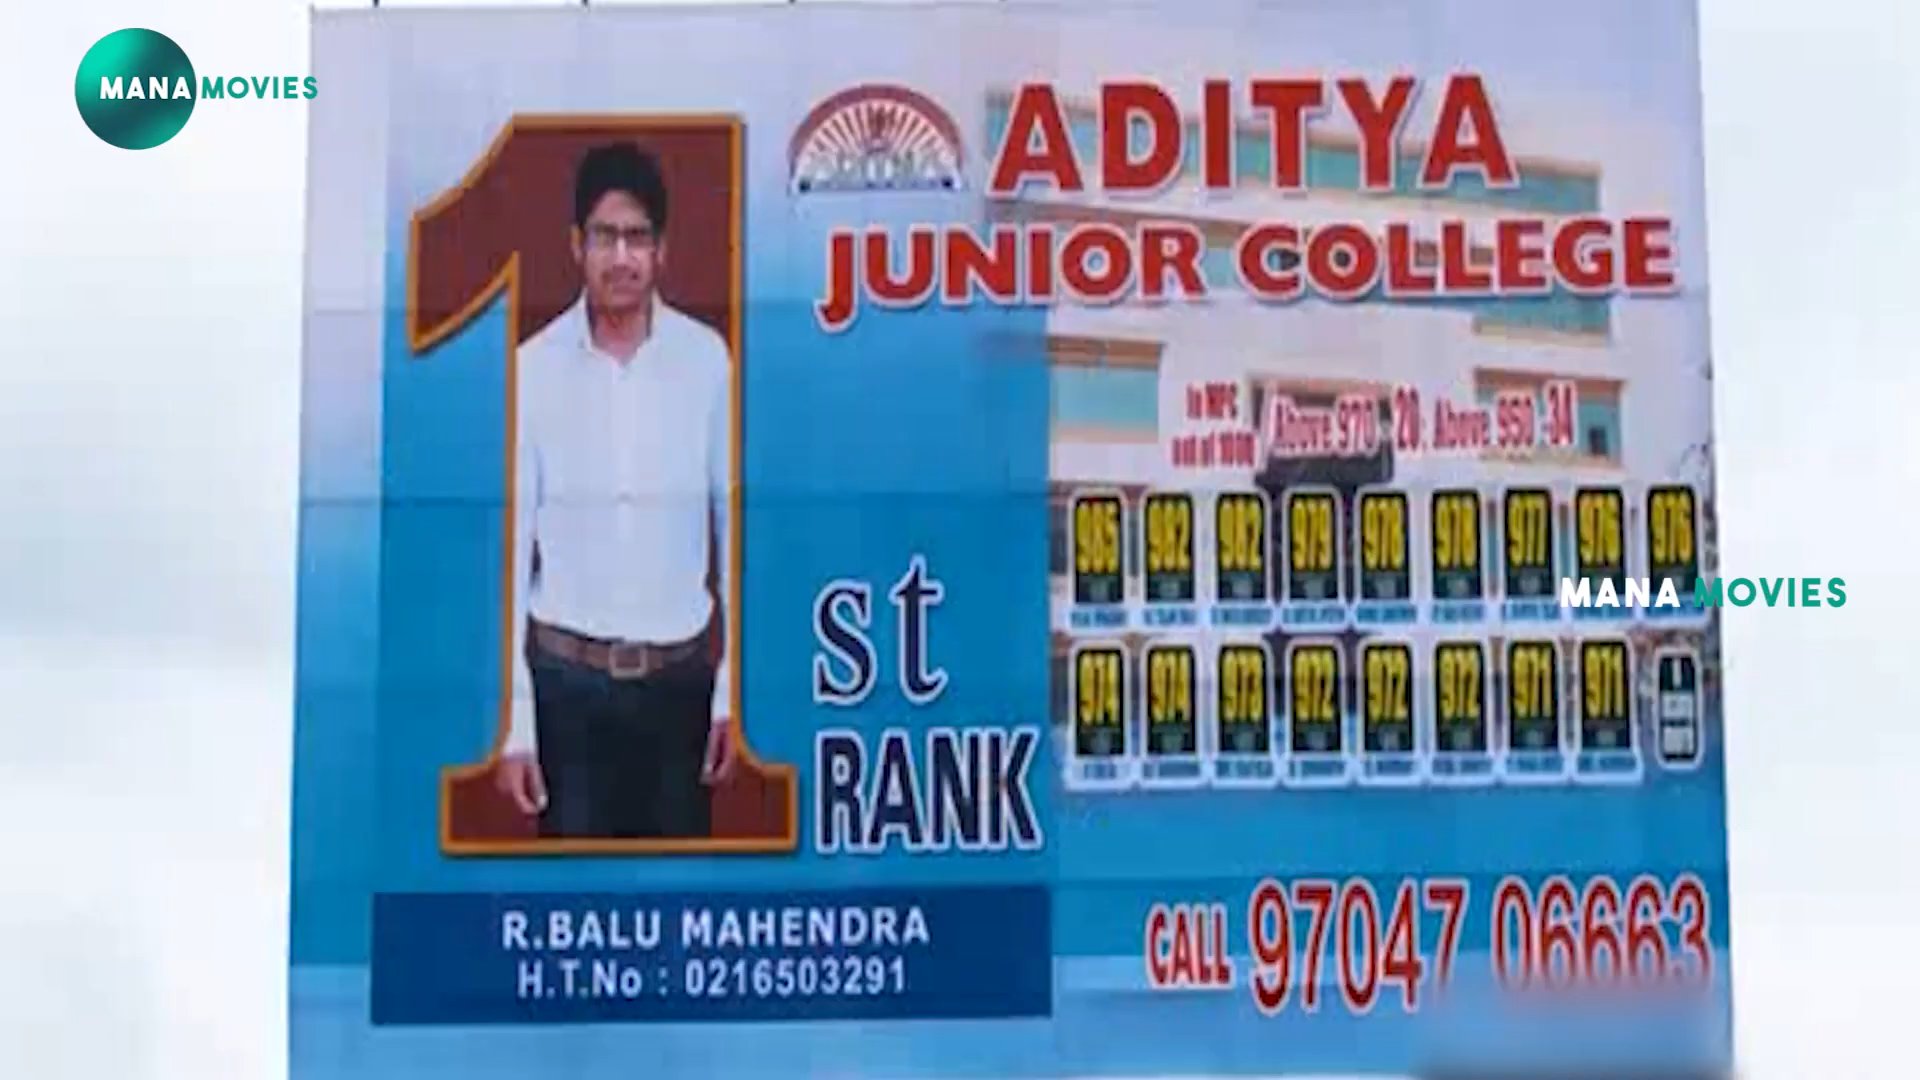 MANA MOVIES
ADITYA
JUNIOR COLLEGE
In MPC
out of 1000
Above 970 - 20: Above 950 -34
985 982 982 979 978 978 977 976 976
MANA MOVIES
974 974 973 972 972 972 971 971
1
st
RANK
R.BALU MAHENDRA
H.T.No : 0216503291
CALL 97047 06663